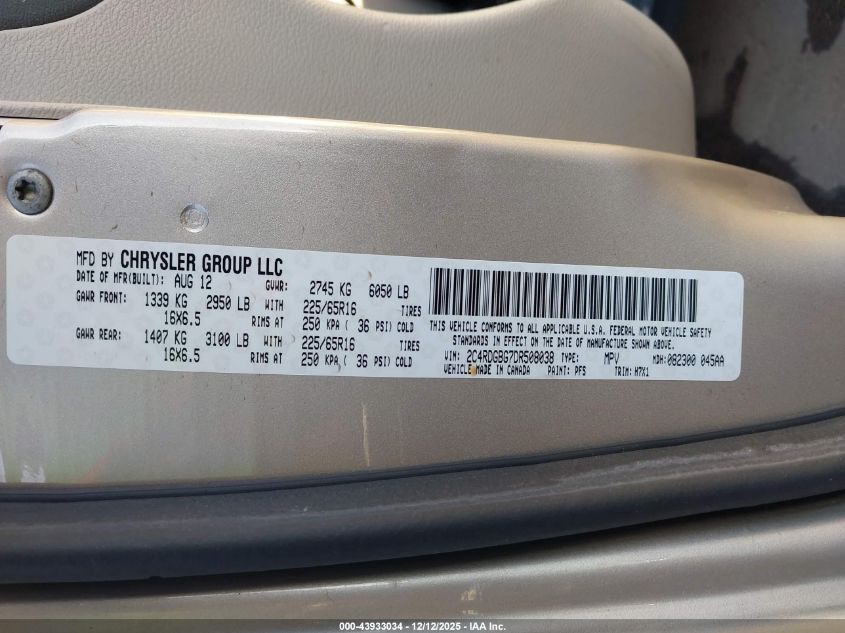 MFD BY CHRYSLER GROUP LLC
DATE OF MFR(BUILT): AUG 12 GVWR: 2745 KG 6050 LB
GAWR FRONT: 1339 KG 2950 LB WITH 225/65R16 TIRES
16X6.5 RIMS AT 250 KPA ( 36 PSI) COLD
GAWR REAR: 1407 KG 3100 LB WITH 225/65R16 TIRES
16X6.5 RIMS AT 250 KPA ( 36 PSI) COLD
THIS VEHICLE CONFORMS TO ALL APPLICABLE U.S.A. FEDERAL MOTOR VEHICLE SAFETY
STANDARDS IN EFFECT ON THE DATE OF MANUFACTURE SHOWN ABOVE.
VIN: 2C4RDGBG7DR508038 TYPE: MPV MDH: 082300 045AA
VEHICLE MADE IN CANADA PAINT: PFS TRIM: H7X1
000-43933034 - 12/12/2025 - IAA Inc.